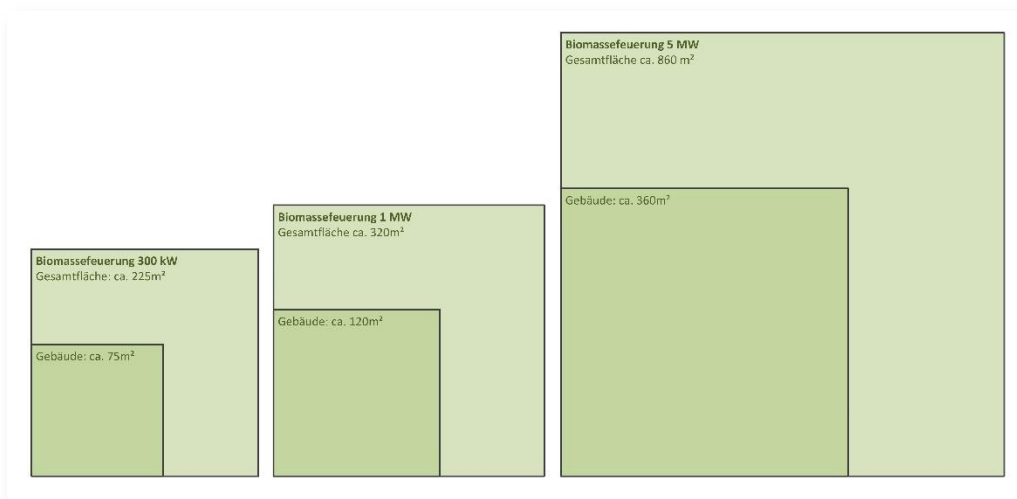 Biomassefeuerung 300 kW
Gesamtfläche: ca. 225m²
Gebäude: ca. 75m²
Biomassefeuerung 1 MW
Gesamtfläche ca. 320m²
Gebäude: ca. 120m²
Biomassefeuerung 5 MW
Gesamtfläche ca. 860 m²
Gebäude: ca. 360m²